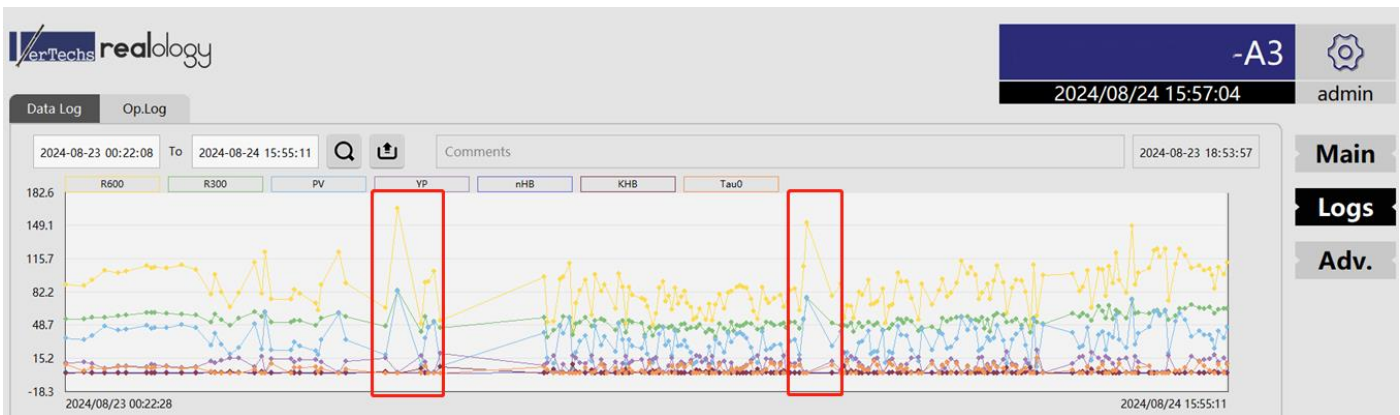 VerTechs realology
-A3
2024/08/24 15:57:04
admin
Data Log Op.Log
2024-08-23 00:22:08 To 2024-08-24 15:55:11 Comments 2024-08-23 18:53:57
Main
Logs
Adv.
R600 R300 PV YP nHB KHB Tau0
182.6
149.1
115.7
82.2
48.7
15.2
-18.3
2024/08/23 00:22:28 2024/08/24 15:55:11